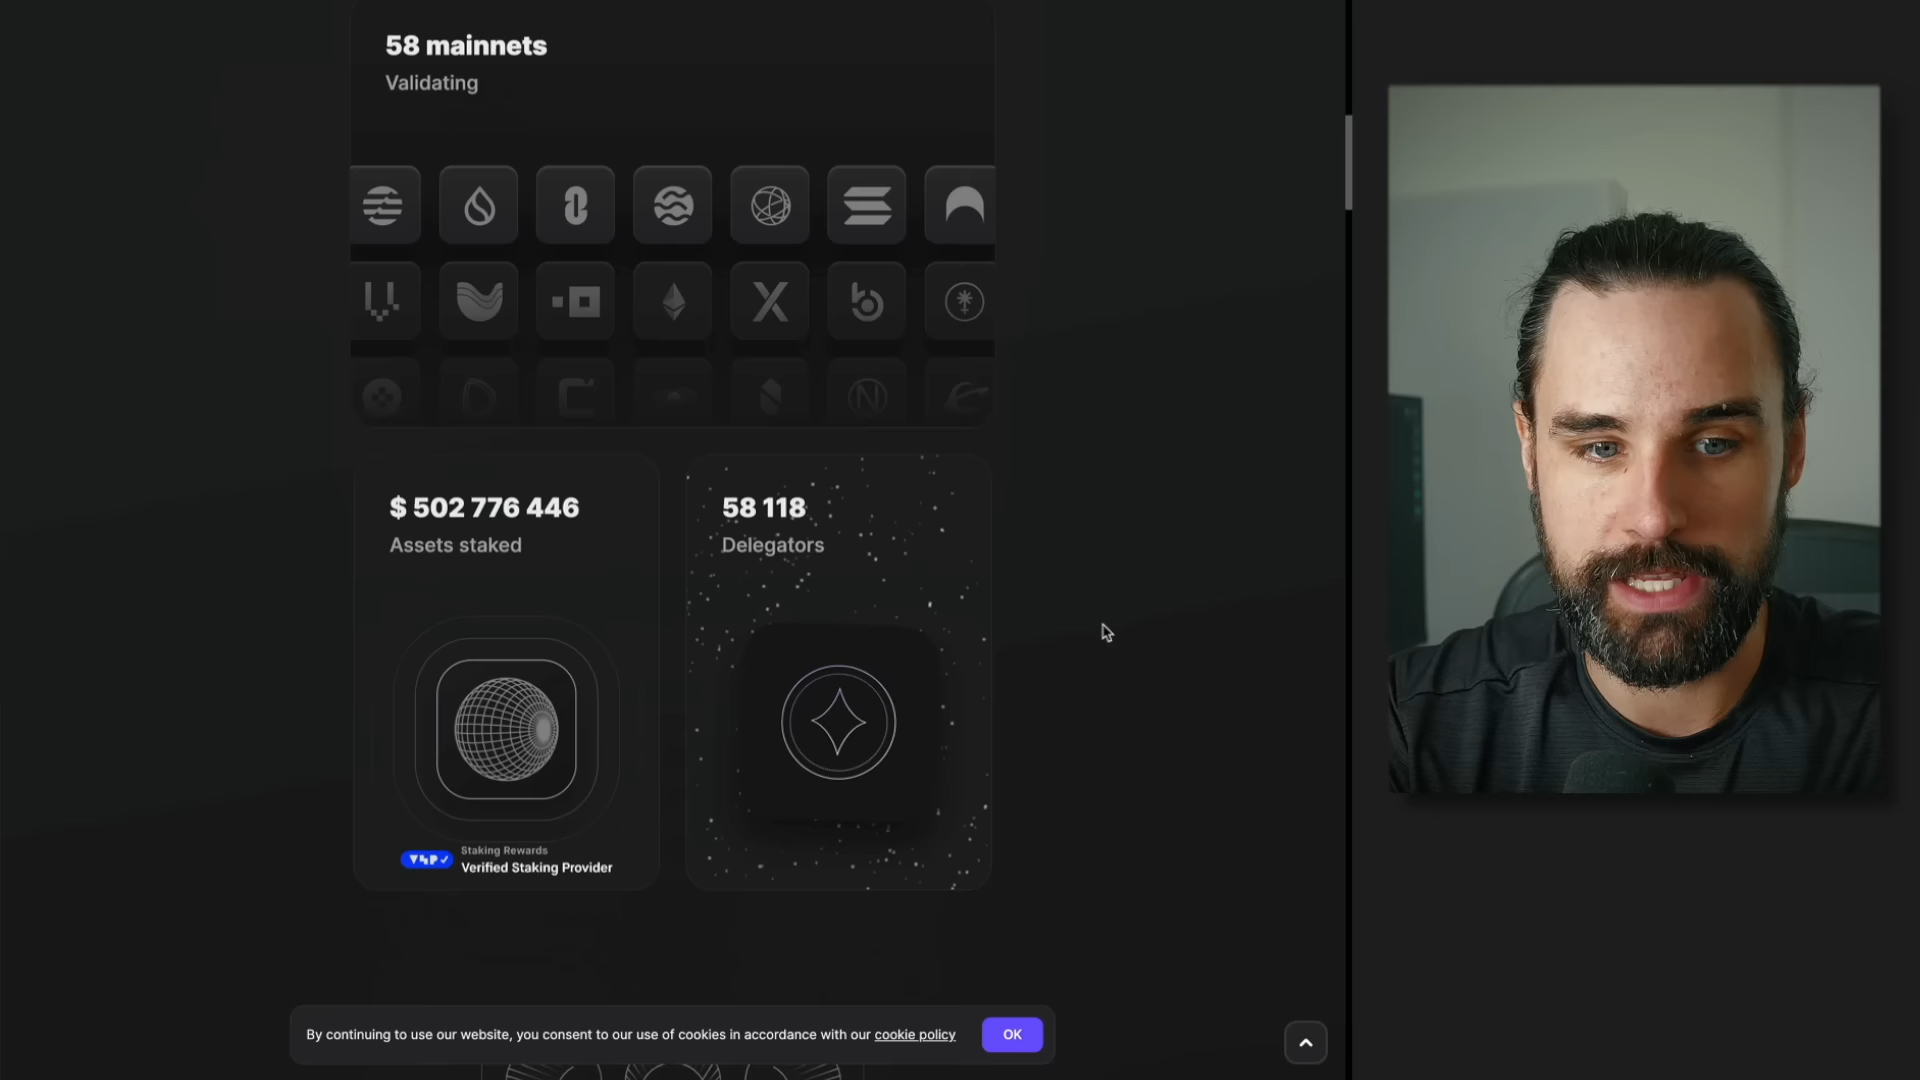 58 mainnets
Validating
$ 502 776 446
Assets staked
58 118
Delegators
Staking Rewards
Verified Staking Provider
By continuing to use our website, you consent to our use of cookies in accordance with our cookie policy
OK